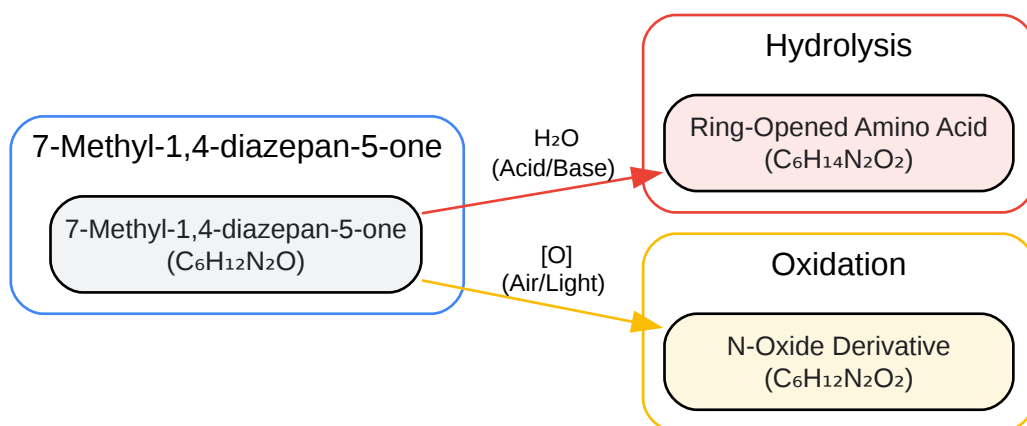 7-Methyl-1,4-diazepan-5-one
7-Methyl-1,4-diazepan-5-one
(C₆H₁₂N₂O)
H₂O
(Acid/Base)
[O]
(Air/Light)
Hydrolysis
Ring-Opened Amino Acid
(C₆H₁₄N₂O₂)
Oxidation
N-Oxide Derivative
(C₆H₁₂N₂O₂)